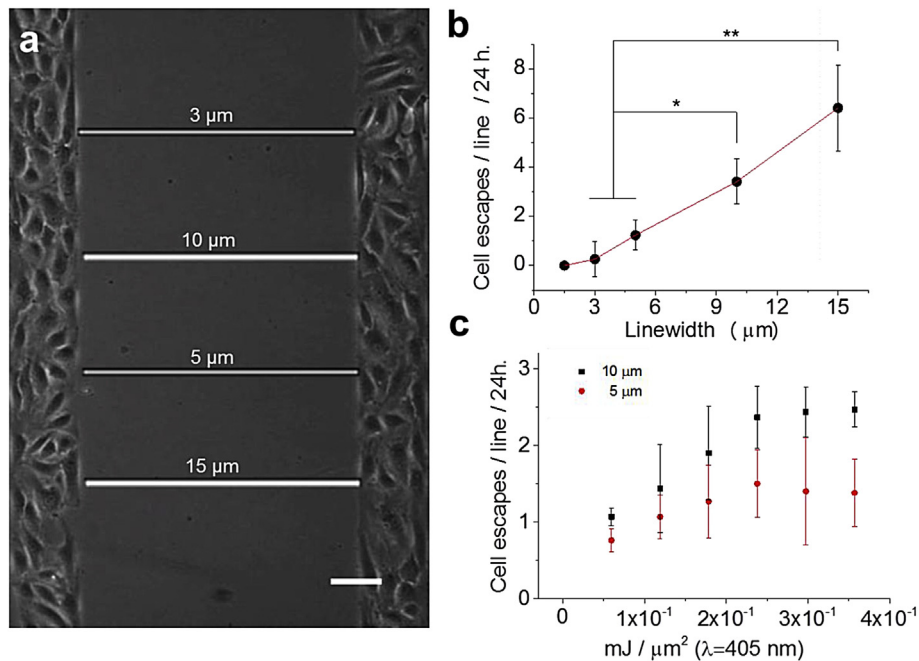 a
3 µm
10 µm
5 µm
15 µm
b
Cell escapes / line / 24 h.
8
6
4
2
0
**
*
0 3 6 9 12 15
Linewidth ( µm)
c
Cell escapes / line / 24h.
3
2
1
0
10 µm
5 µm
0 1x10⁻¹ 2x10⁻¹ 3x10⁻¹ 4x10⁻¹
mJ / µm² (λ=405 nm)